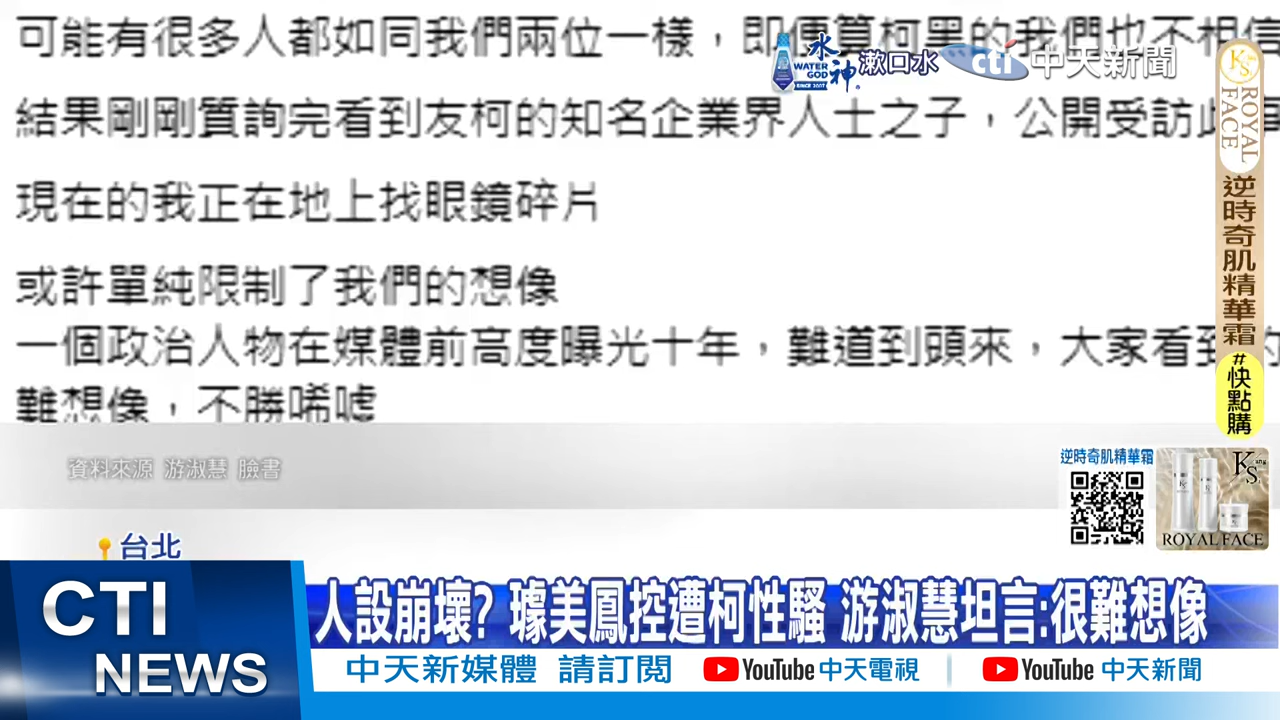 可能有很多人都如同我們兩位一樣，即便算柯黑的我們也不相信
WATER GOD
SINCE 2007
水神
漱口水
cti 中天新聞
結果剛剛質詢完看到友柯的知名企業界人士之子，公開受訪此事
現在的我正在地上找眼鏡碎片
或許單純限制了我們的想像
一個政治人物在媒體前高度曝光十年，難道到頭來，大家看到的
難想像，不勝唏噓
KS ROYAL FACE
逆時奇肌精華霜
#快點購
資料來源 游淑慧 臉書
逆時奇肌精華霜
KS
ROYAL FACE
台北
CTI NEWS
人設崩壞? 璩美鳳控遭柯性騷 游淑慧坦言:很難想像
中天新媒體 請訂閱 YouTube 中天電視 YouTube 中天新聞